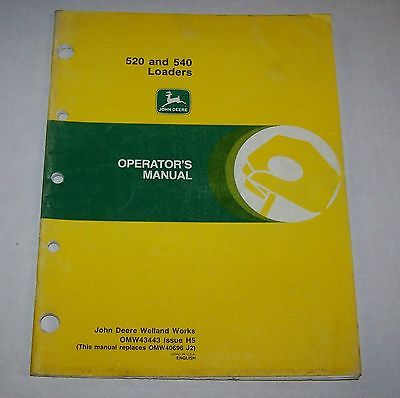 520 and 540
Loaders
JOHN DEERE
OPERATOR'S
MANUAL
John Deere Welland Works
OMW43443 Issue H5
(This manual replaces OMW40696 J2)
ENGLISH